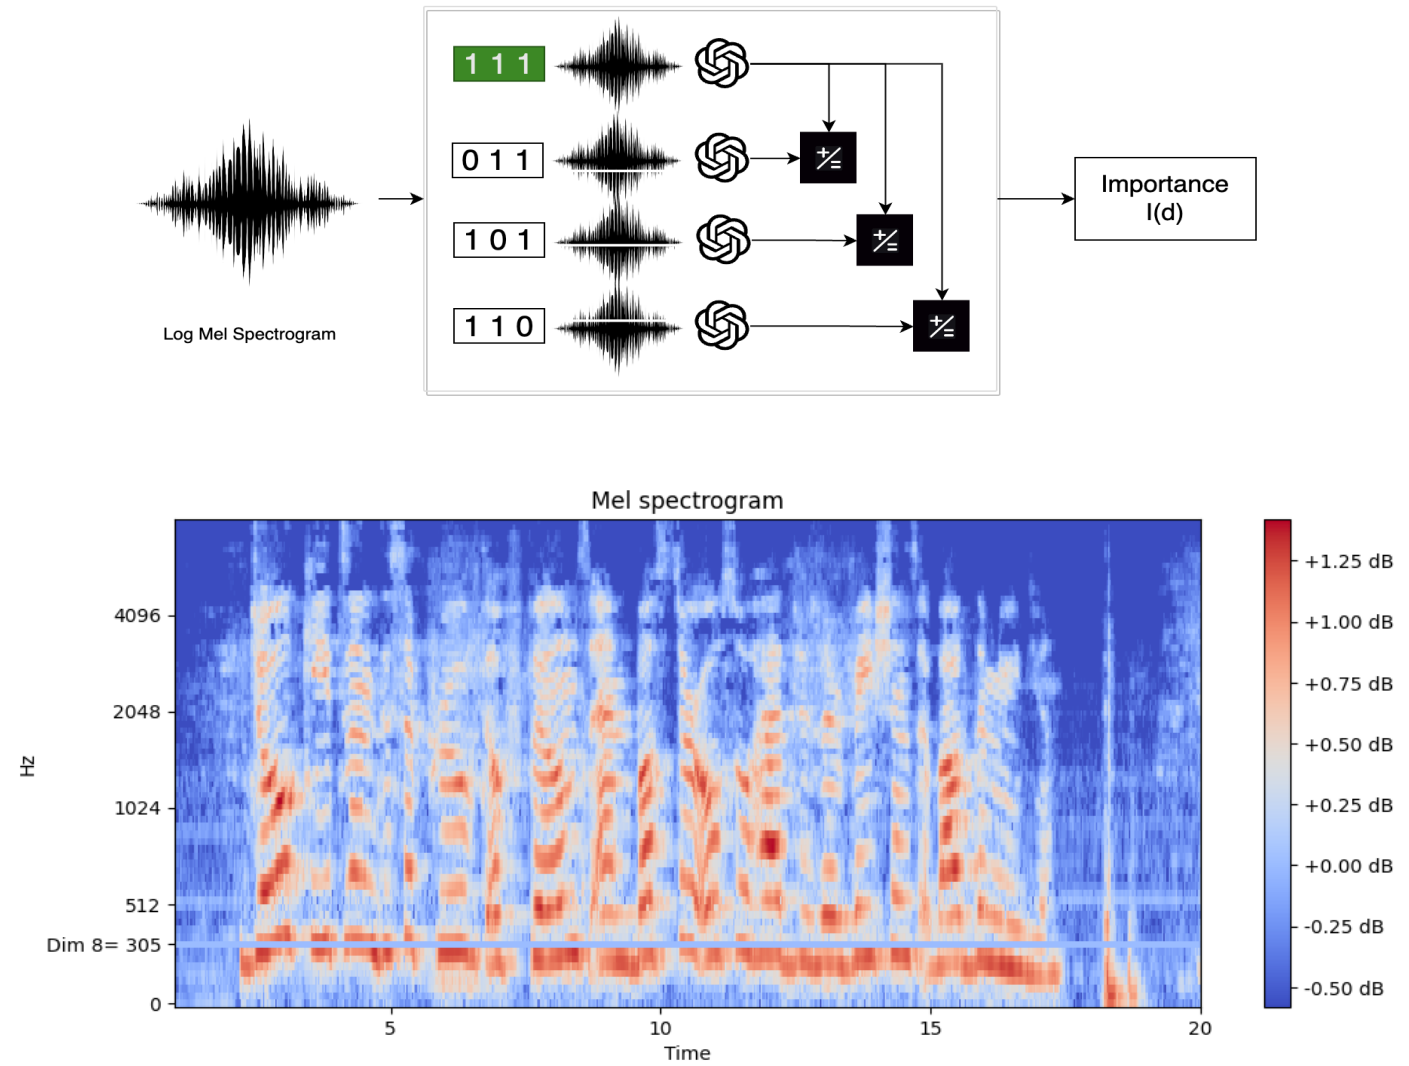 1 1 1
0 1 1
1 0 1
1 1 0
Importance
I(d)
Log Mel Spectrogram
Mel spectrogram
Hz
4096
2048
1024
512
Dim 8= 305
0
5
10
15
20
Time
+1.25 dB
+1.00 dB
+0.75 dB
+0.50 dB
+0.25 dB
+0.00 dB
-0.25 dB
-0.50 dB